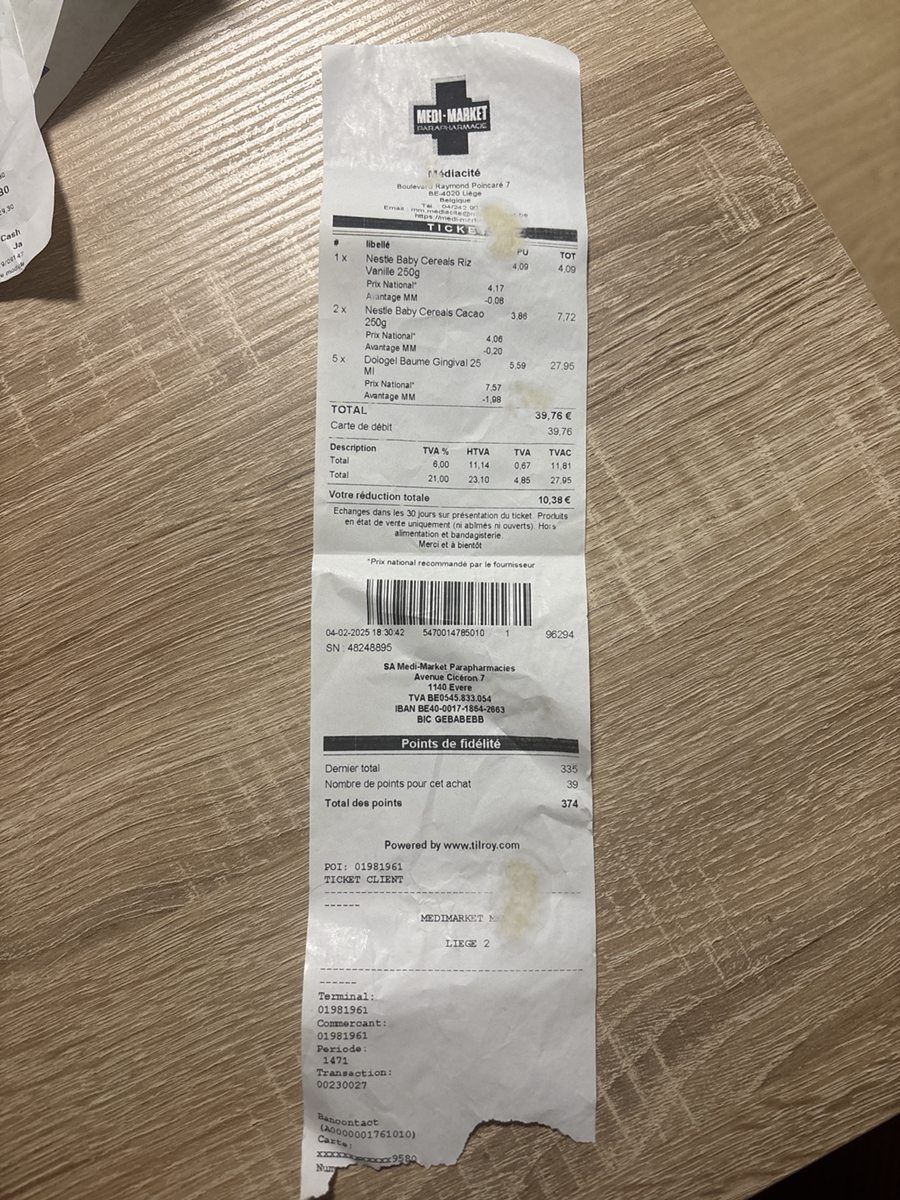 MEDI-MARKET
PARAPHARMACIE
Médiacité
Boulevard Raymond Poincaré 7
BE-4020 Liège
Belgique
Tel. 04/242
Email :
TICKE
# libellé PU TOT
1 x Nestle Baby Cereals Riz 4,09 4,09
Vanille 250g
Prix National* 4,17
Avantage MM -0,08
2 x Nestle Baby Cereals Cacao 3,86 7,72
250g
Prix National* 4,06
Avantage MM -0,20
5 x Dologel Baume Gingival 25 5,59 27,95
Ml
Prix National* 7,57
Avantage MM -1,98
TOTAL 39,76 €
Carte de débit 39,76
Description TVA % HTVA TVA TVAC
Total 6,00 11,14 0,67 11,81
Total 21,00 23,10 4,85 27,95
Votre réduction totale 10,38 €
Echanges dans les 30 jours sur présentation du ticket. Produits
en état de vente uniquement (ni abîmés ni ouverts). Hors
alimentation et bandagisterie.
Merci et à bientôt
*Prix national recommandé par le fournisseur
04-02-2025 18:30:42 5470014785010 1 96294
SN : 48248895
SA Medi-Market Parapharmacies
Avenue Cicéron 7
1140 Evere
TVA BE0545.833.054
IBAN BE40-0017-1864-2663
BIC GEBABEBB
Points de fidélité
Dernier total 335
Nombre de points pour cet achat 39
Total des points 374
Powered by www.tilroy.com
POI: 01981961
TICKET CLIENT
------
MEDIMARKET
LIEGE 2
------
Terminal:
01981961
Commercant:
01981961
Periode:
1471
Transaction:
00230027
Bancontact
(A0000001761010)
Carte:
xxxxxxxxxxxx9580
Num
Cash
Ja